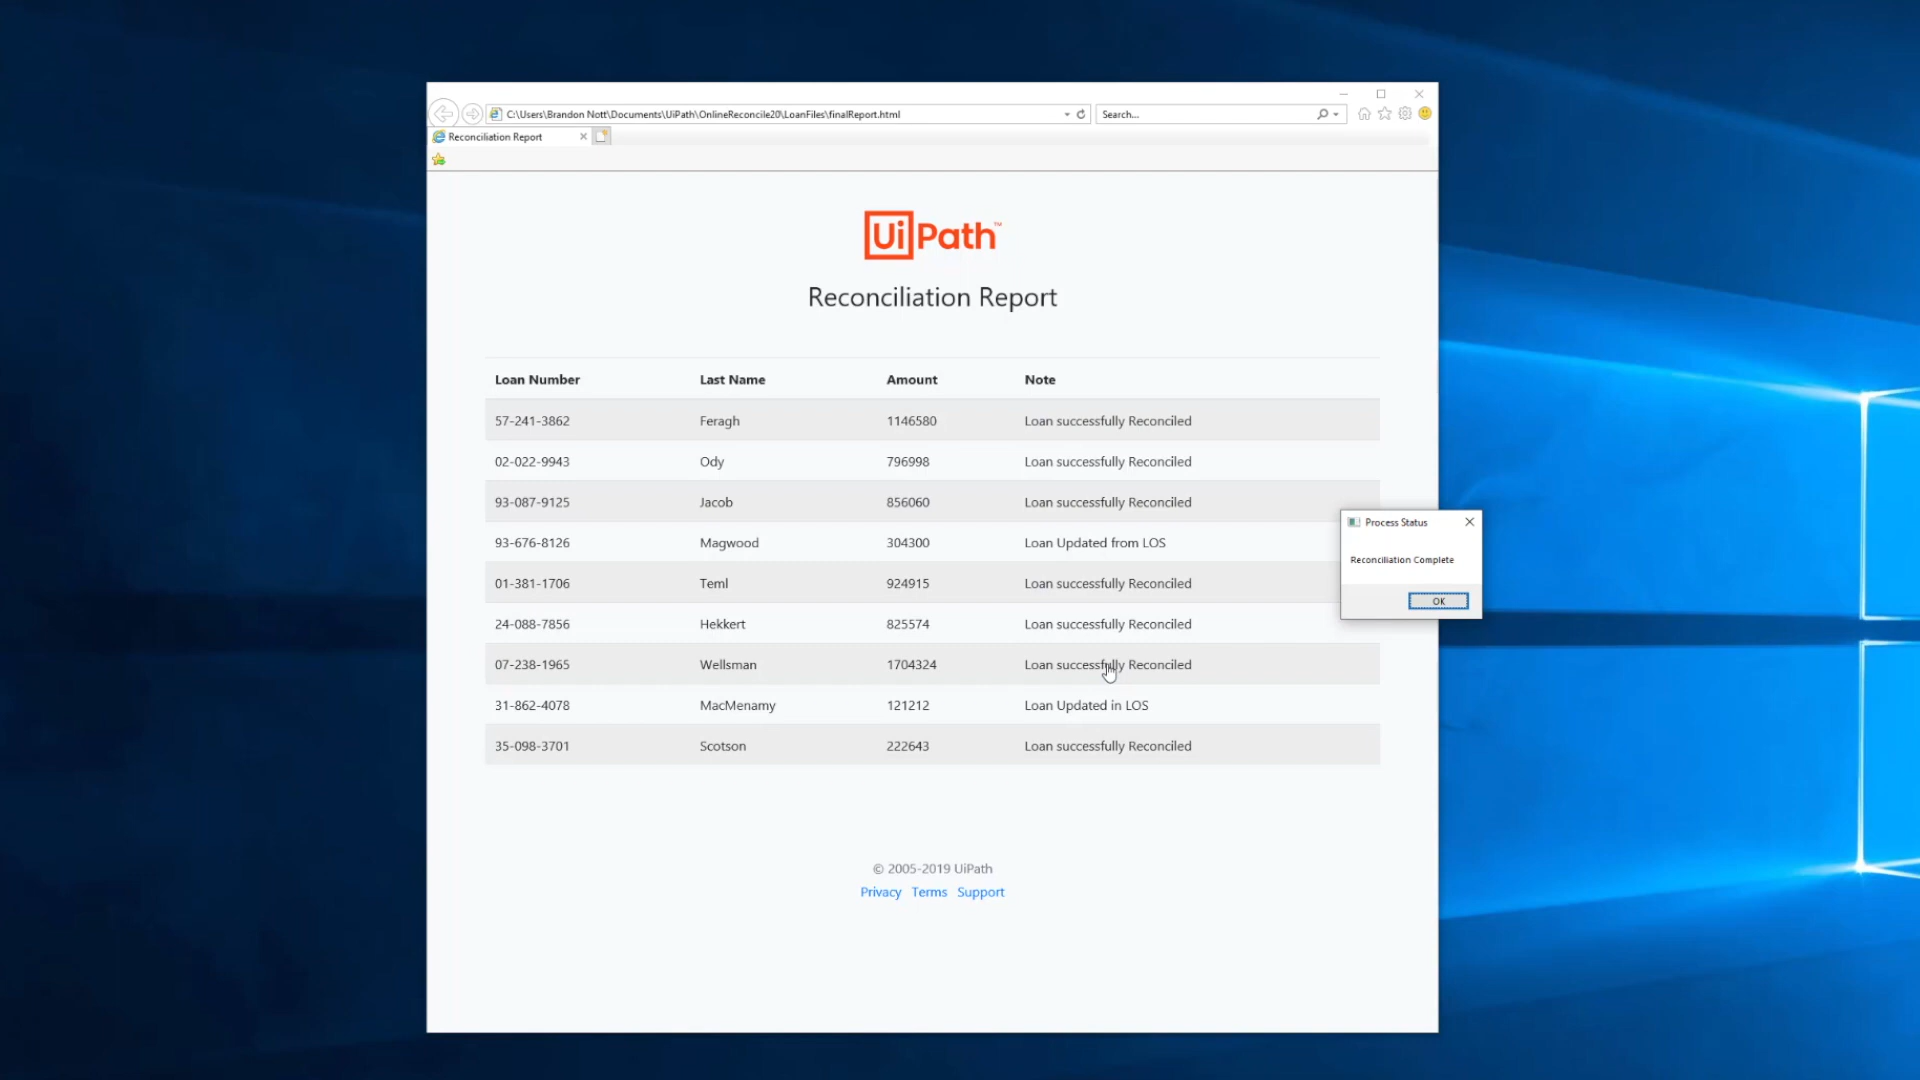 C:\Users\Brandon Nott\Documents\UiPath\OnlineReconcile20\LoanFiles\finalReport.html
Search...
Reconciliation Report
UiPath™
Reconciliation Report
Loan Number Last Name Amount Note
57-241-3862 Feragh 1146580 Loan successfully Reconciled
02-022-9943 Ody 796998 Loan successfully Reconciled
93-087-9125 Jacob 856060 Loan successfully Reconciled
93-676-8126 Magwood 304300 Loan Updated from LOS
01-381-1706 Teml 924915 Loan successfully Reconciled
24-088-7856 Hekkert 825574 Loan successfully Reconciled
07-238-1965 Wellsman 1704324 Loan successfully Reconciled
31-862-4078 MacMenamy 121212 Loan Updated in LOS
35-098-3701 Scotson 222643 Loan successfully Reconciled
Process Status
Reconciliation Complete
OK
© 2005-2019 UiPath
Privacy Terms Support